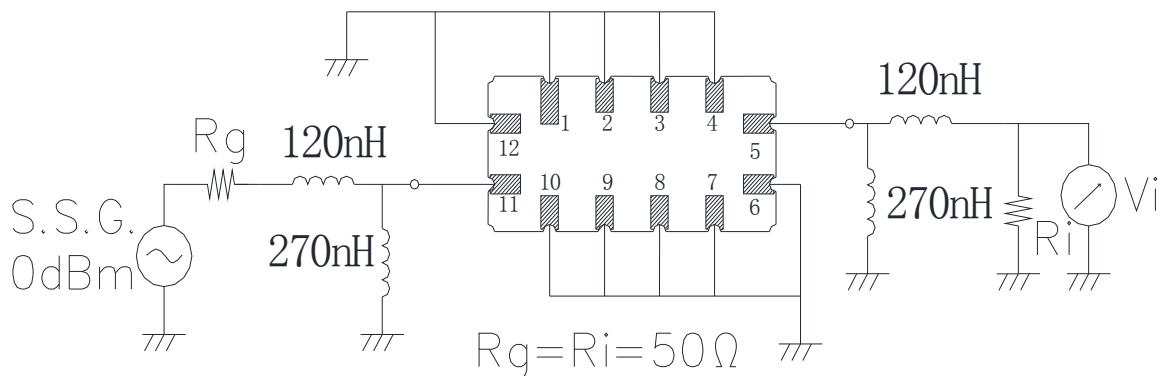 120nH
1
2
3
4
5
12
Rg
120nH
10
9
8
7
6
11
270nH
S.S.G.
0dBm
270nH
Ri
Vi
Rg=Ri=50Ω